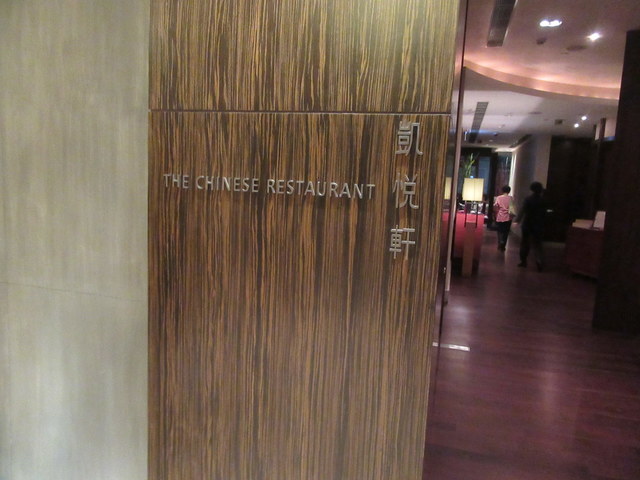 THE CHINESE RESTAURANT
凱悅軒